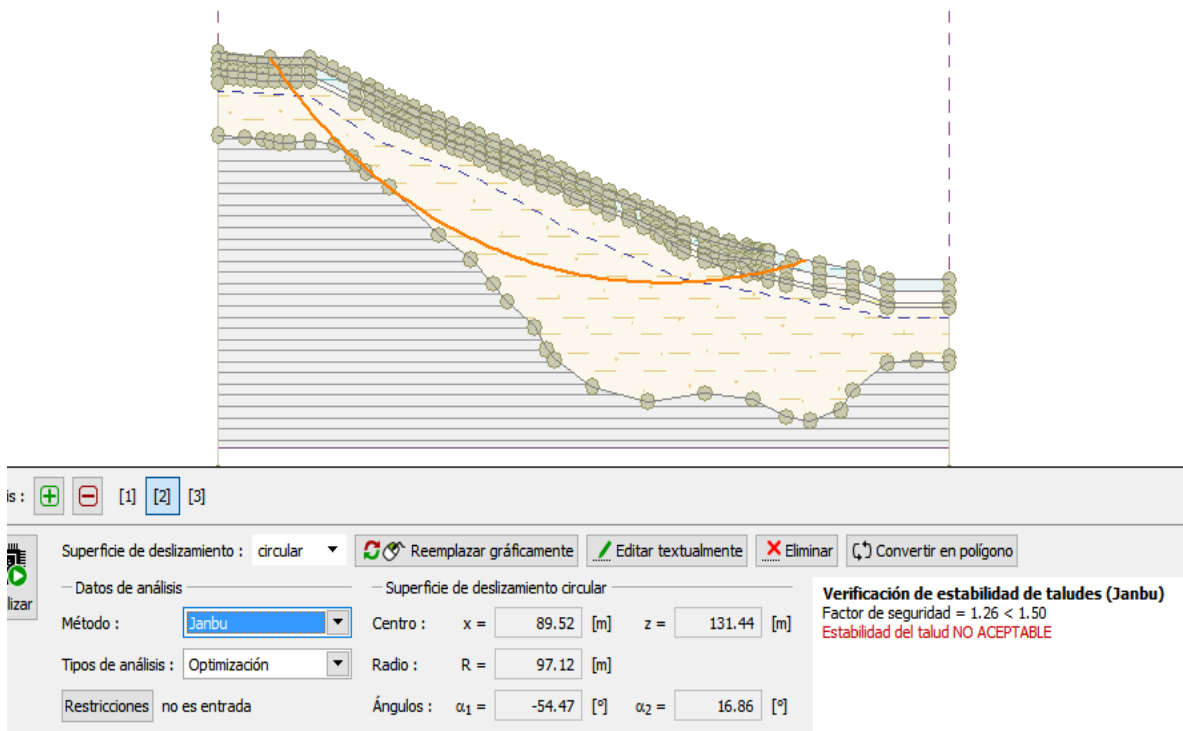 is : [1] [2] [3]
Superficie de deslizamiento : circular Reemplazar gráficamente Editar textualmente Eliminar Convertir en polígono
lizar
Datos de análisis
Método : Janbu
Tipos de análisis : Optimización
Restricciones no es entrada
Superficie de deslizamiento circular
Centro : x = 89.52 [m] z = 131.44 [m]
Radio : R = 97.12 [m]
Ángulos : α1 = -54.47 [°] α2 = 16.86 [°]
Verificación de estabilidad de taludes (Janbu)
Factor de seguridad = 1.26 < 1.50
Estabilidad del talud NO ACEPTABLE